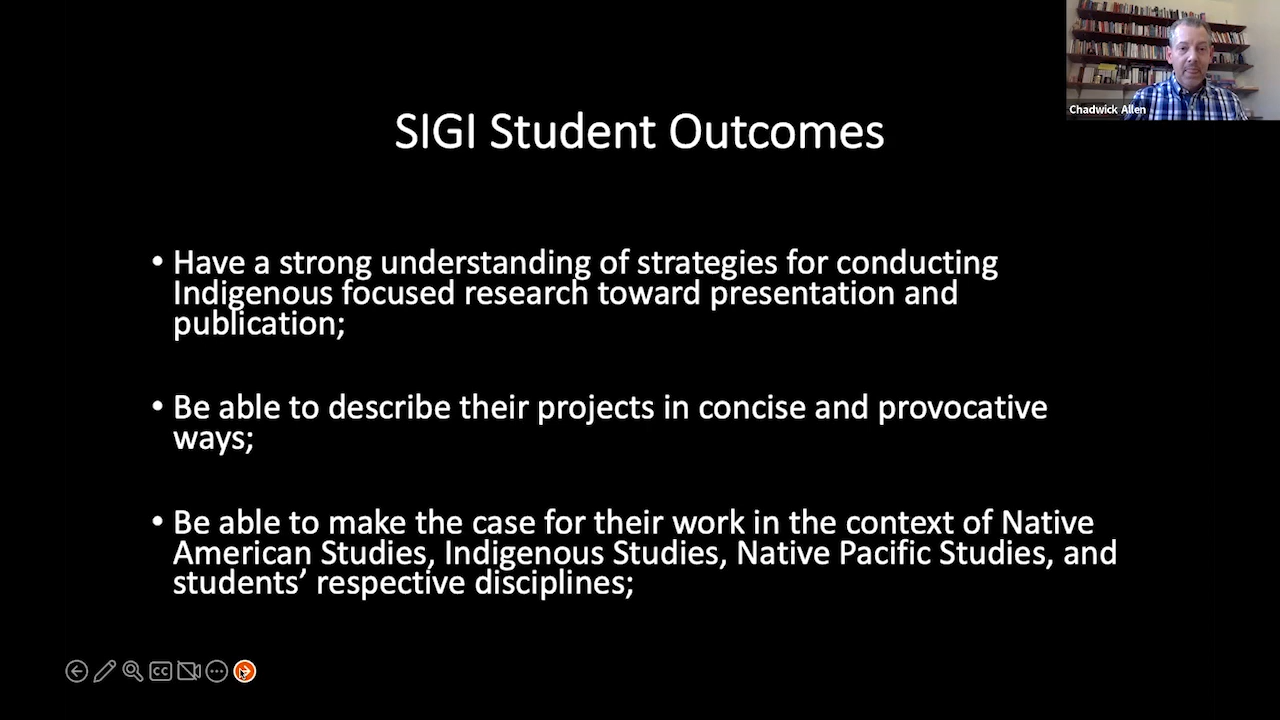 Chadwick Allen
SIGI Student Outcomes
• Have a strong understanding of strategies for conducting
Indigenous focused research toward presentation and
publication;
• Be able to describe their projects in concise and provocative
ways;
• Be able to make the case for their work in the context of Native
American Studies, Indigenous Studies, Native Pacific Studies, and
students’ respective disciplines;
CC